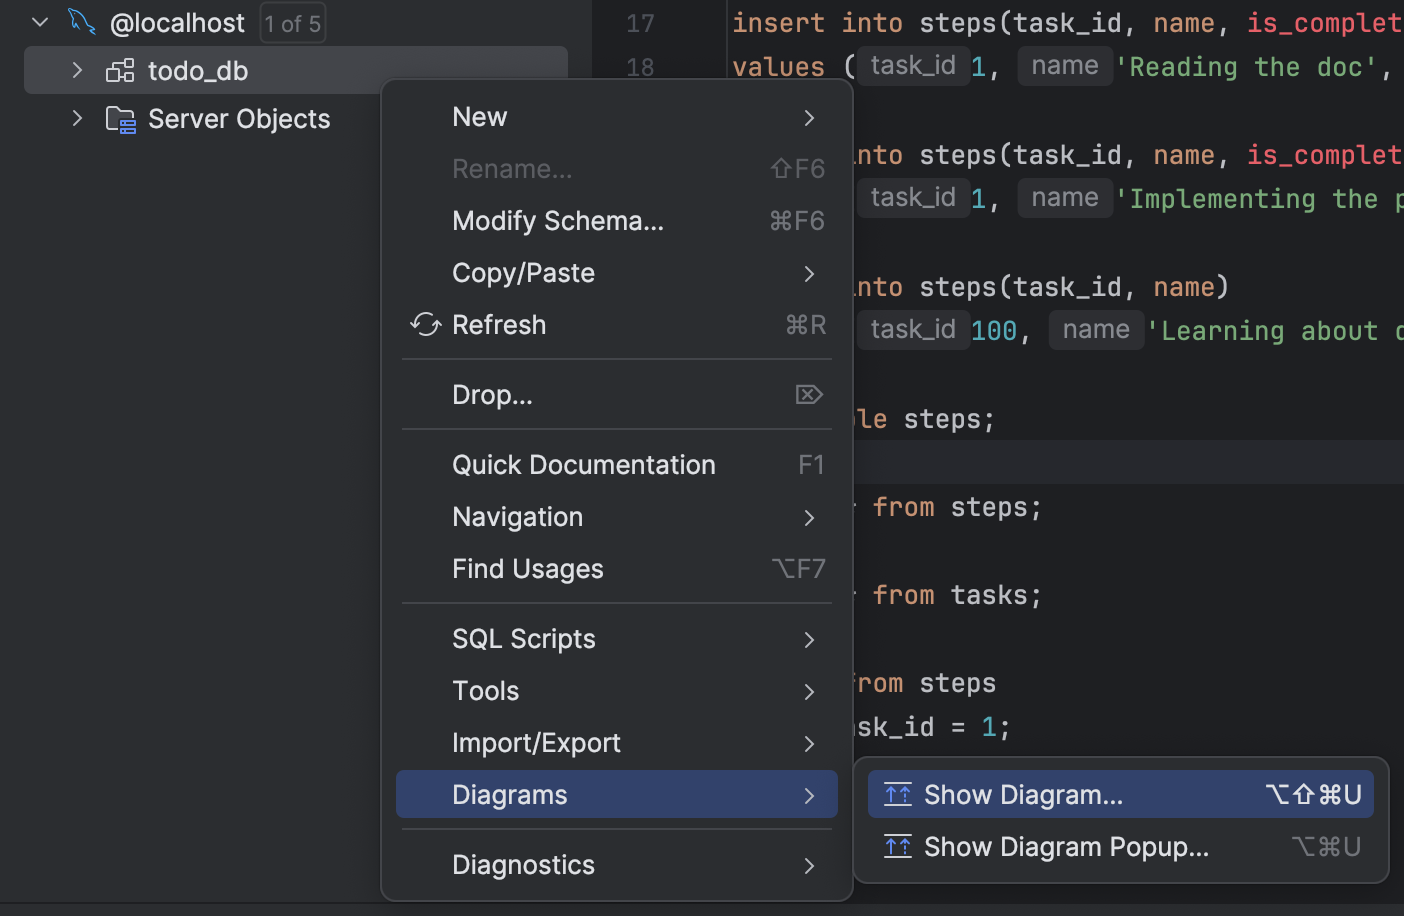 @localhost 1 of 5
todo_db
Server Objects
17 insert into steps(task_id, name, is_complet
18 values (task_id 1, name 'Reading the doc',
into steps(task_id, name, is_complet
task_id 1, name 'Implementing the p
into steps(task_id, name)
task_id 100, name 'Learning about
le steps;
from steps;
from tasks;
from steps
sk_id = 1;
New
Rename... ⇧F6
Modify Schema... ⌘F6
Copy/Paste
Refresh ⌘R
Drop... ⌦
Quick Documentation F1
Navigation
Find Usages ⌥F7
SQL Scripts
Tools
Import/Export
Diagrams
Diagnostics
Show Diagram... ⌥⇧⌘U
Show Diagram Popup... ⌥⌘U